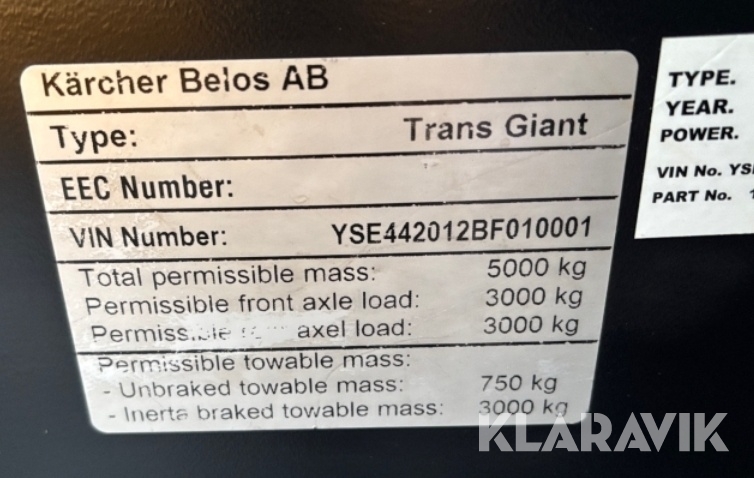 Kärcher Belos AB
Type: Trans Giant
EEC Number:
VIN Number: YSE442012BF010001
Total permissible mass: 5000 kg
Permissible front axle load: 3000 kg
axel load: 3000 kg
Permissible towable mass:
- Unbraked towable mass: 750 kg
- Inerta braked towable mass: 3000 kg
TYPE.
YEAR.
POWER.
VIN No.
PART No.
KLARAVIK